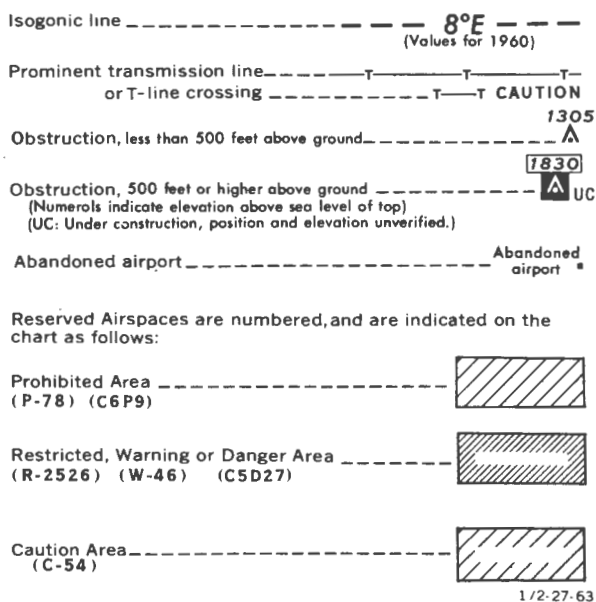 Isogonic line 8°E
(Values for 1960)
Prominent transmission line T T T
or T-line crossing T T CAUTION
1305
Obstruction, less than 500 feet above ground
1830
Obstruction, 500 feet or higher above ground UC
(Numerols indicate elevation above sea level of top)
(UC: Under construction, position and elevation unverified.)
Abandoned airport Abandoned
airport
Reserved Airspaces are numbered, and are indicated on the
chart as follows:
Prohibited Area
(P-78) (C6P9)
Restricted, Warning or Danger Area
(R-2526) (W-46) (C5D27)
Caution Area
(C-54)
1/2-27-63